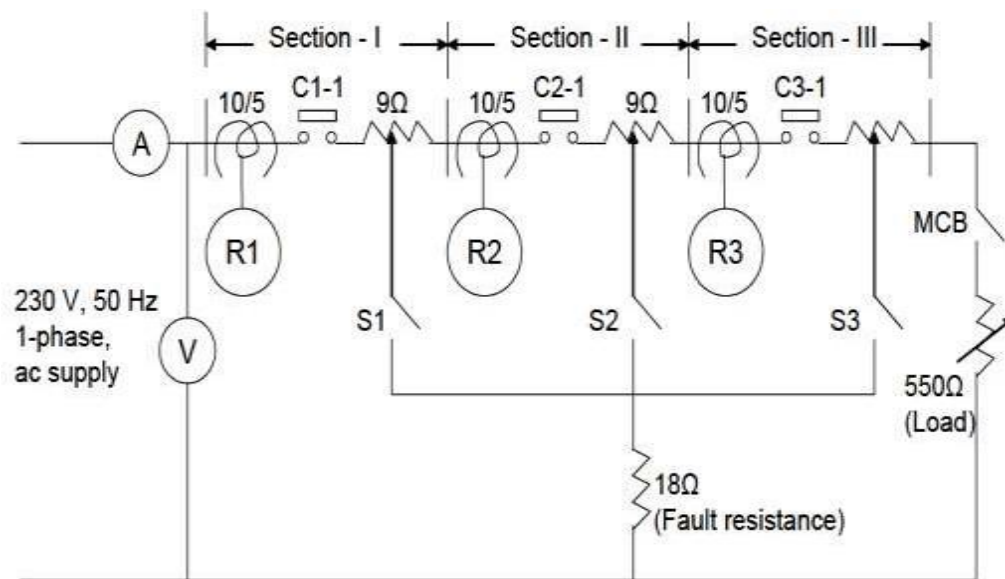 Section - I
Section - II
Section - III
10/5
C1-1
9Ω
10/5
C2-1
9Ω
10/5
C3-1
A
R1
R2
R3
MCB
230 V, 50 Hz
1-phase,
ac supply
V
S1
S2
S3
550Ω
(Load)
18Ω
(Fault resistance)